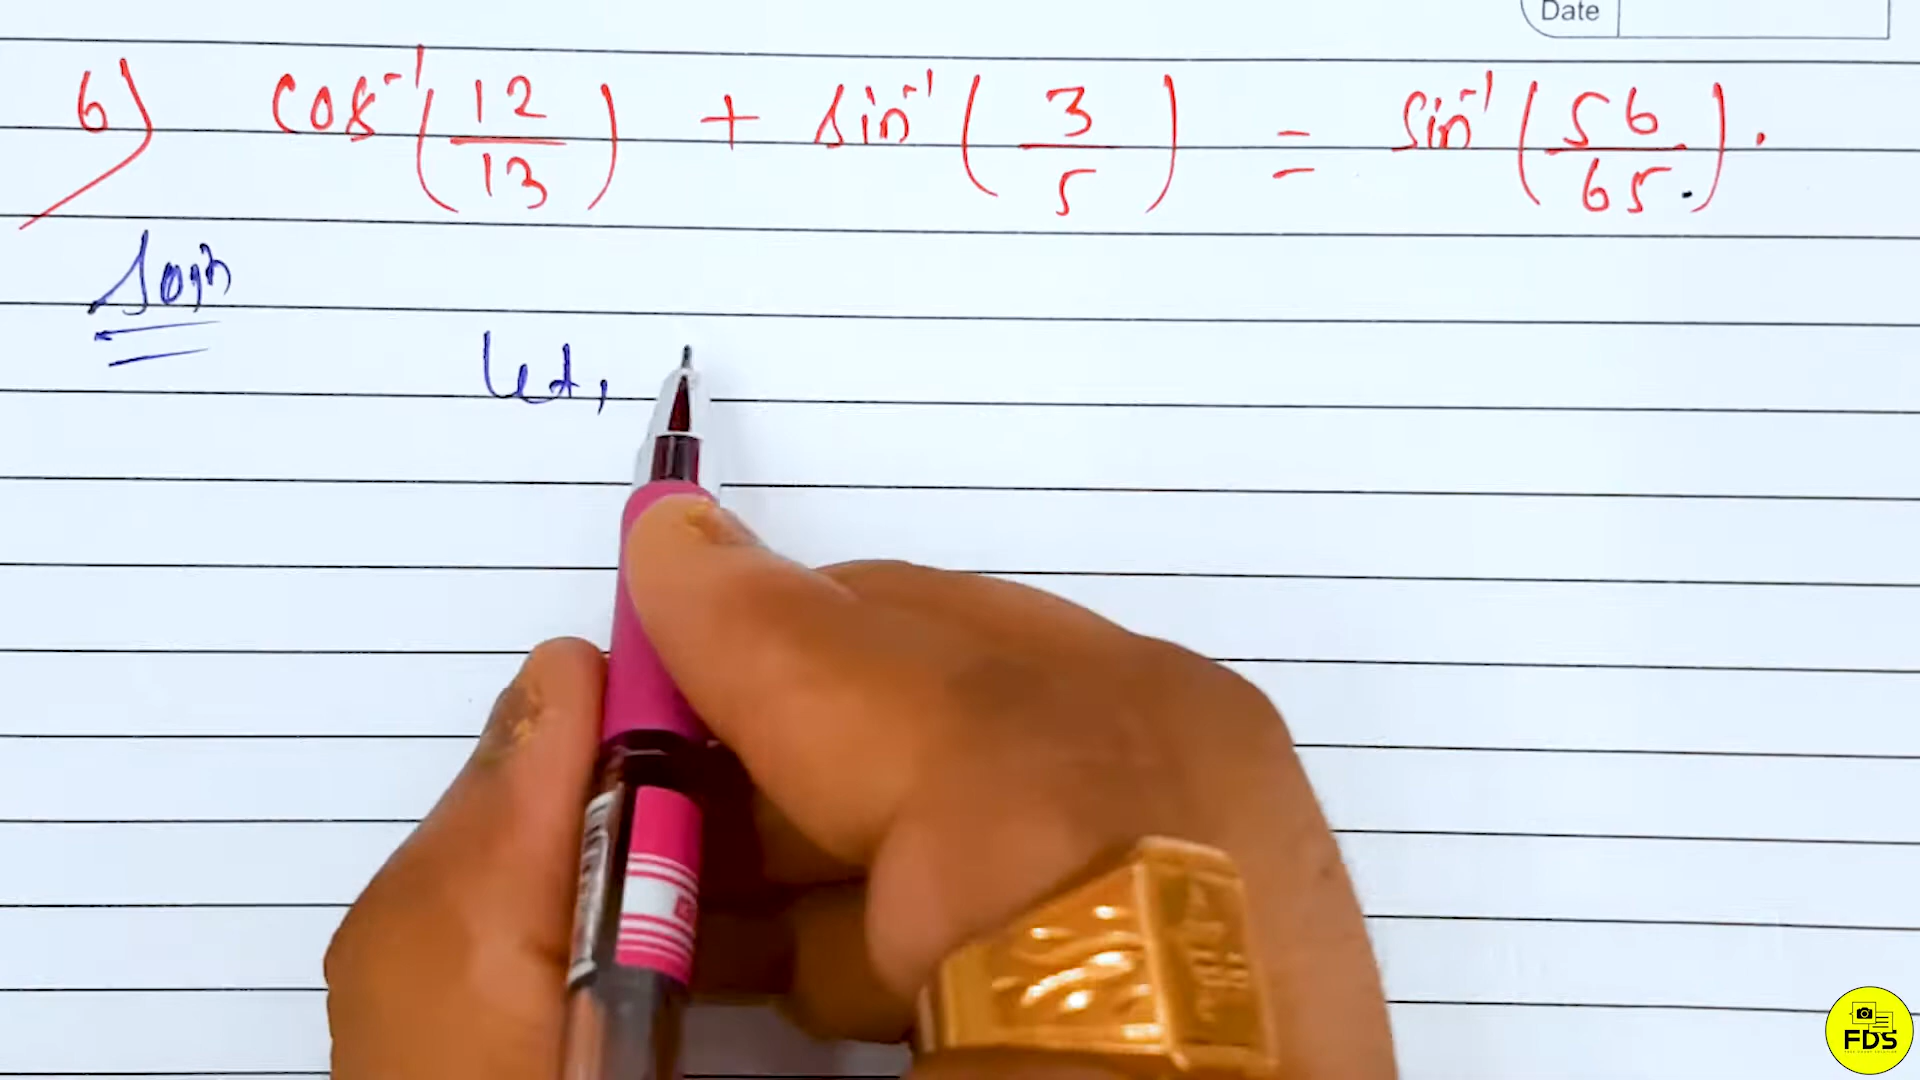 Date
6) cos⁻¹(12/13) + sin⁻¹(3/5) = sin⁻¹(56/65).
Soln
Let,
FDS